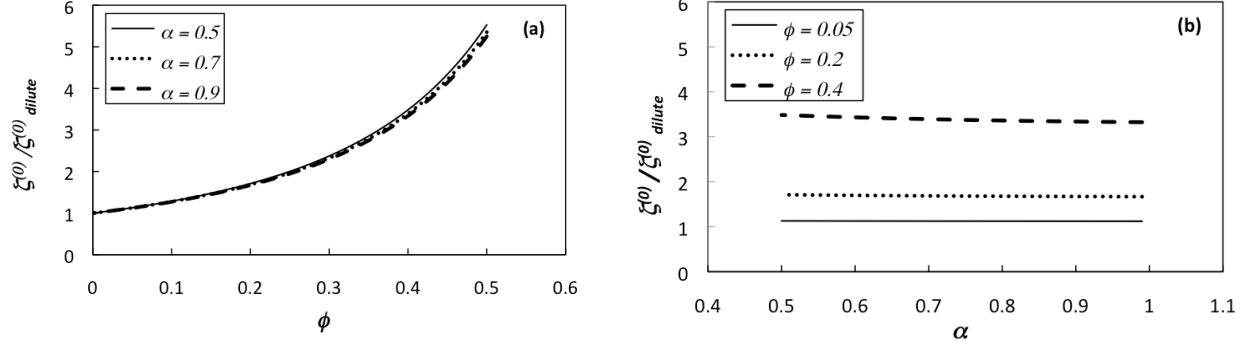 (a)
α = 0.5
α = 0.7
α = 0.9
6
5
4
3
2
1
0
0 0.1 0.2 0.3 0.4 0.5 0.6
ϕ
ζ⁽⁰⁾/ζ⁽⁰⁾dilute
(b)
ϕ = 0.05
ϕ = 0.2
ϕ = 0.4
6
5
4
3
2
1
0
0.4 0.5 0.6 0.7 0.8 0.9 1 1.1
α
ζ⁽⁰⁾/ζ⁽⁰⁾dilute